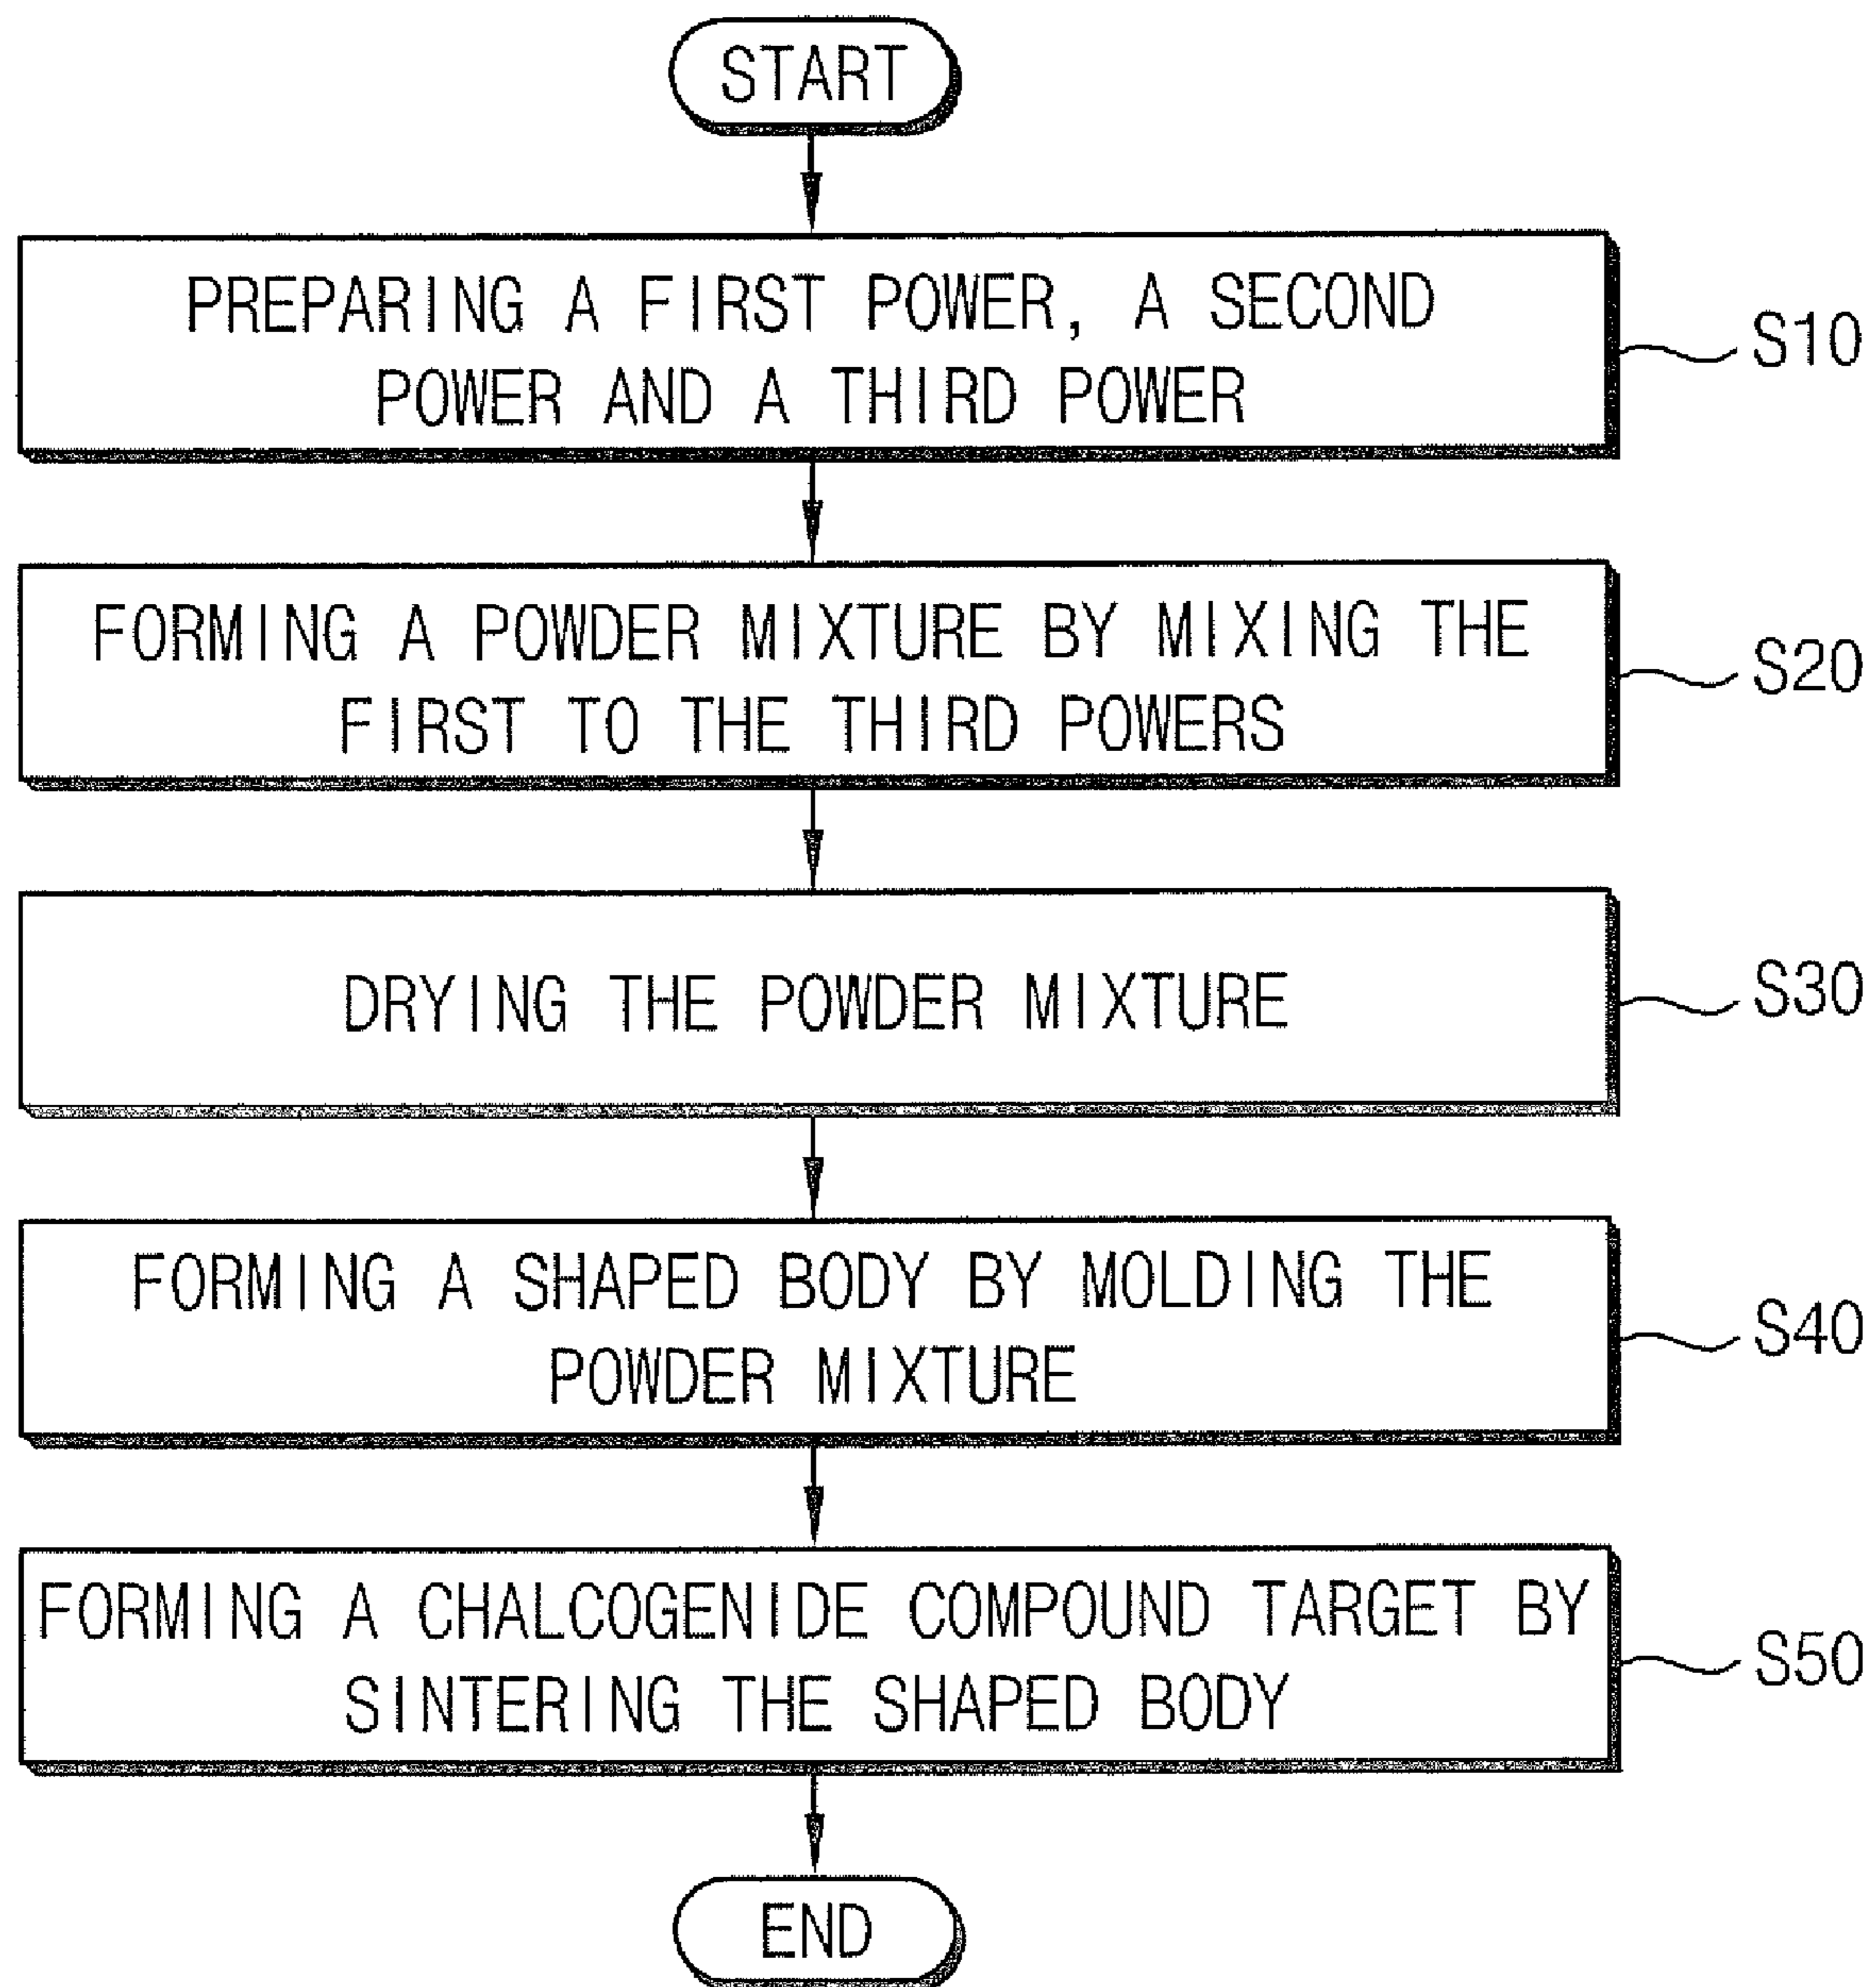 START
PREPARING A FIRST POWER, A SECOND
POWER AND A THIRD POWER
S10
FORMING A POWDER MIXTURE BY MIXING THE
FIRST TO THE THIRD POWERS
S20
DRYING THE POWDER MIXTURE
S30
FORMING A SHAPED BODY BY MOLDING THE
POWDER MIXTURE
S40
FORMING A CHALCOGENIDE COMPOUND TARGET BY
SINTERING THE SHAPED BODY
S50
END